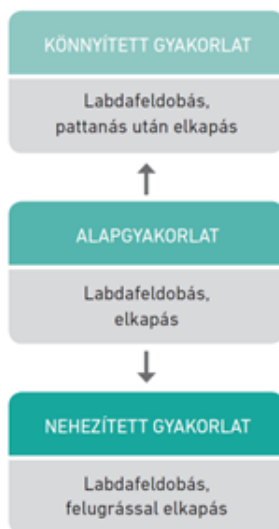 KÖNNYÍTETT GYAKORLAT
Labdafeldobás,
pattanás után elkapás
ALAPGYAKORLAT
Labdafeldobás,
elkapás
NEHEZÍTETT GYAKORLAT
Labdafeldobás,
felugrással elkapás